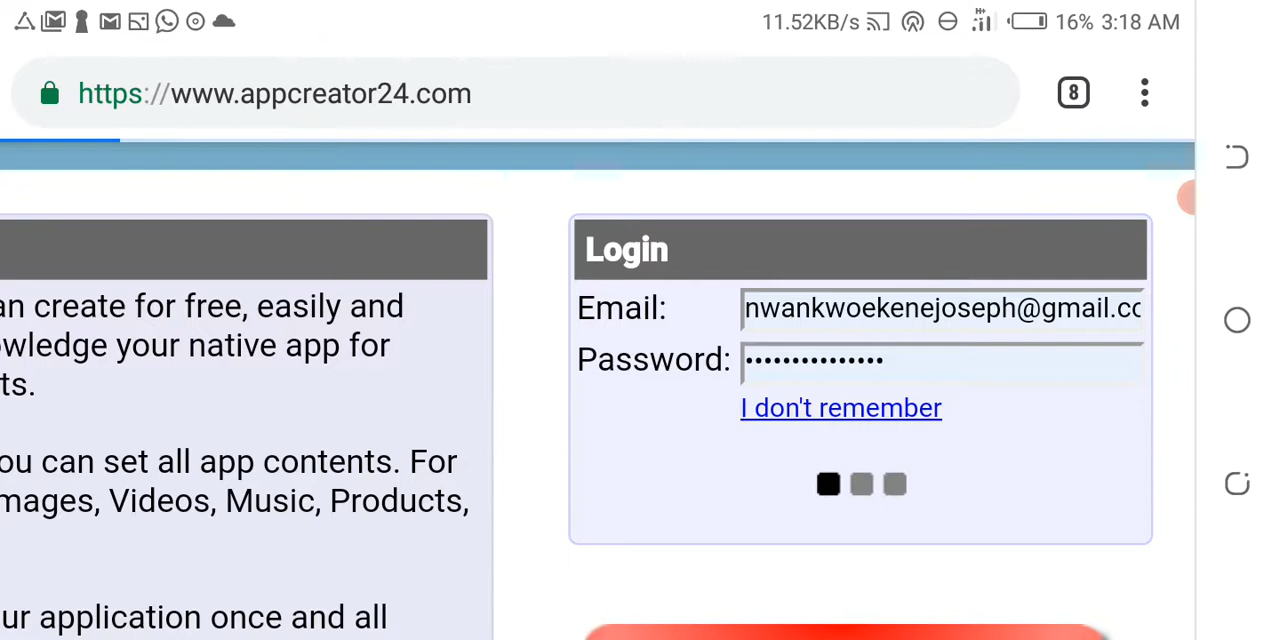 11.52KB/s H+ 16% 3:18 AM
https://www.appcreator24.com 8
Login
an create for free, easily and
owledge your native app for
ts.
ou can set all app contents. For
mages, Videos, Music, Products,
ur application once and all
Email: nwankwoekenejoseph@gmail.cc
Password: •••••••••••••••
I don't remember